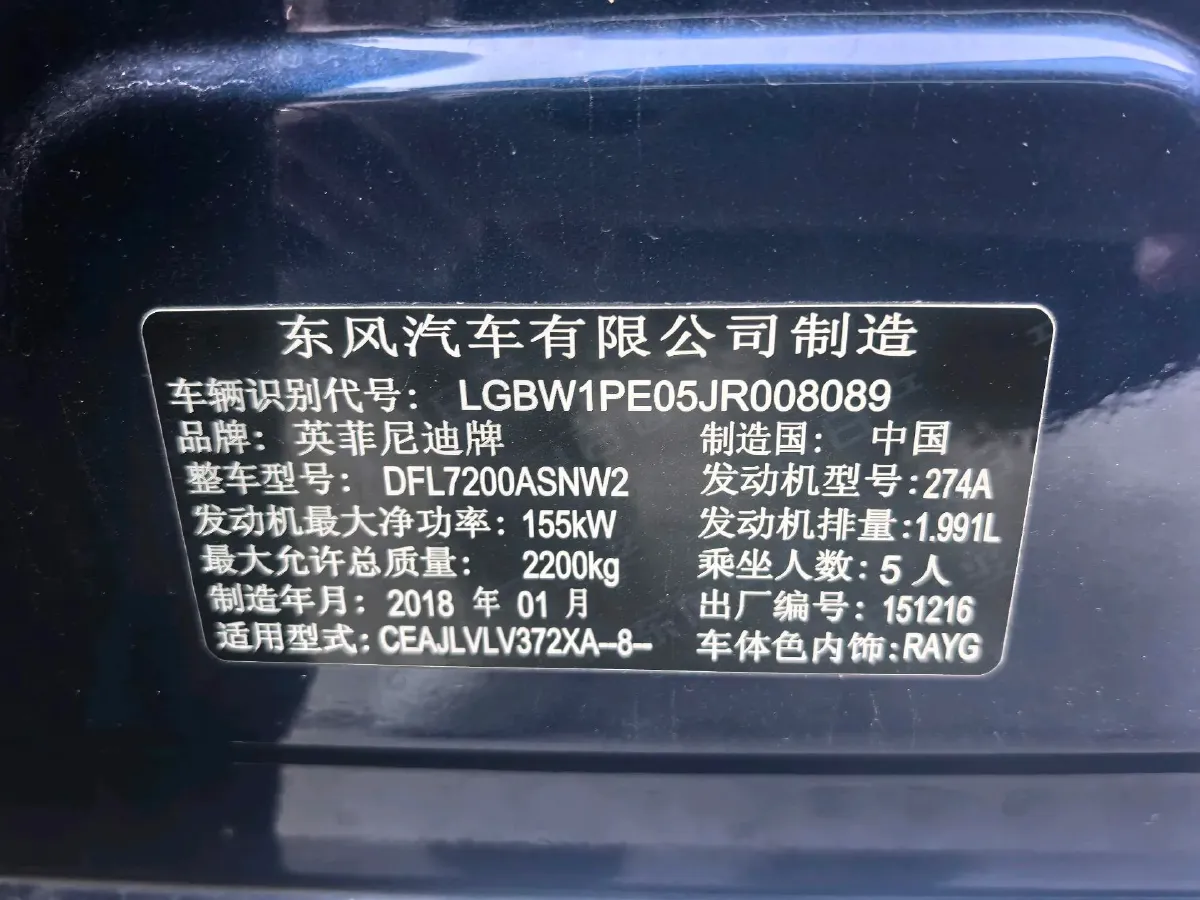 东风汽车有限公司制造
车辆识别代号: LGBW1PE05JR008089
品牌: 英菲尼迪牌 制造国: 中国
整车型号: DFL7200ASNW2 发动机型号:274A
发动机最大净功率: 155kW 发动机排量:1.991L
最大允许总质量: 2200kg 乘坐人数: 5 人
制造年月: 2018 年 01 月 出厂编号: 151216
适用型式: CEAJLVLV372XA-8- 车体色内饰:RAYG